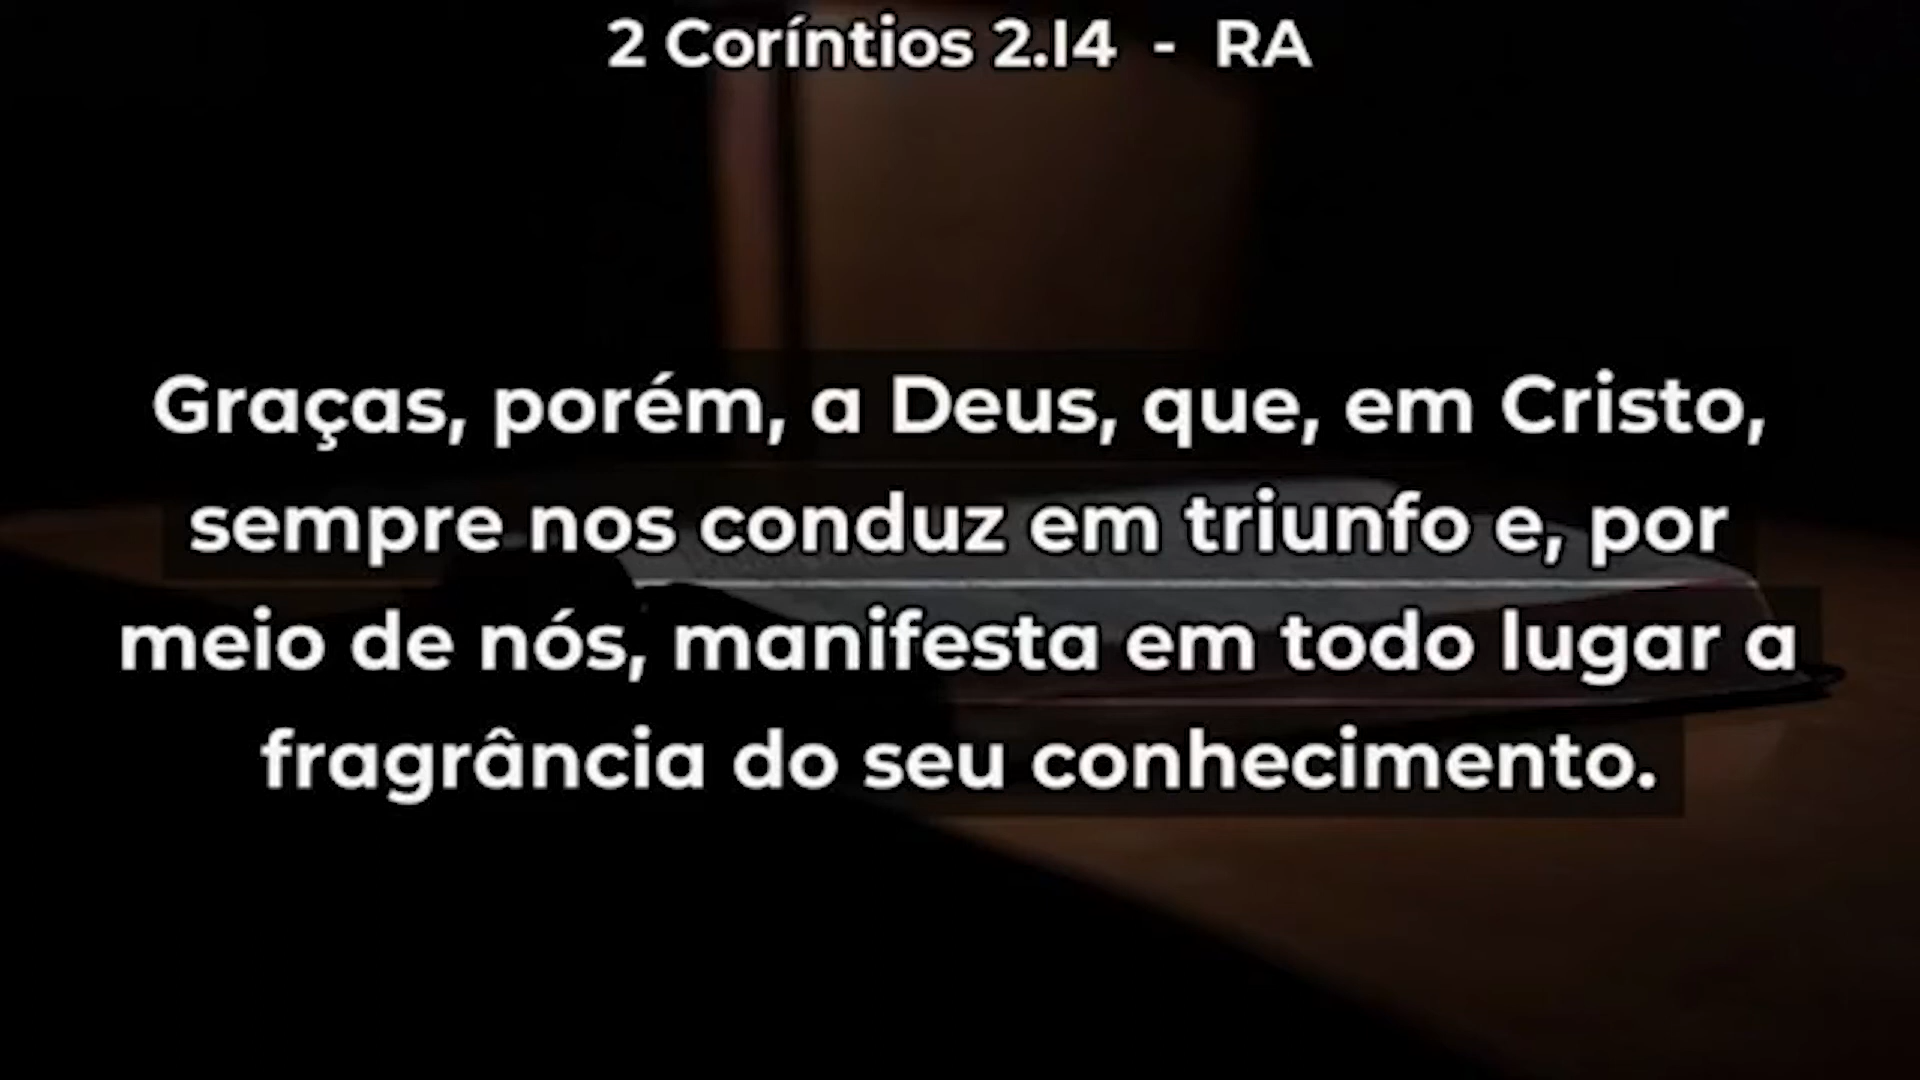 2 Coríntios 2.14 - RA
Graças, porém, a Deus, que, em Cristo,
sempre nos conduz em triunfo e, por
meio de nós, manifesta em todo lugar a
fragrância do seu conhecimento.